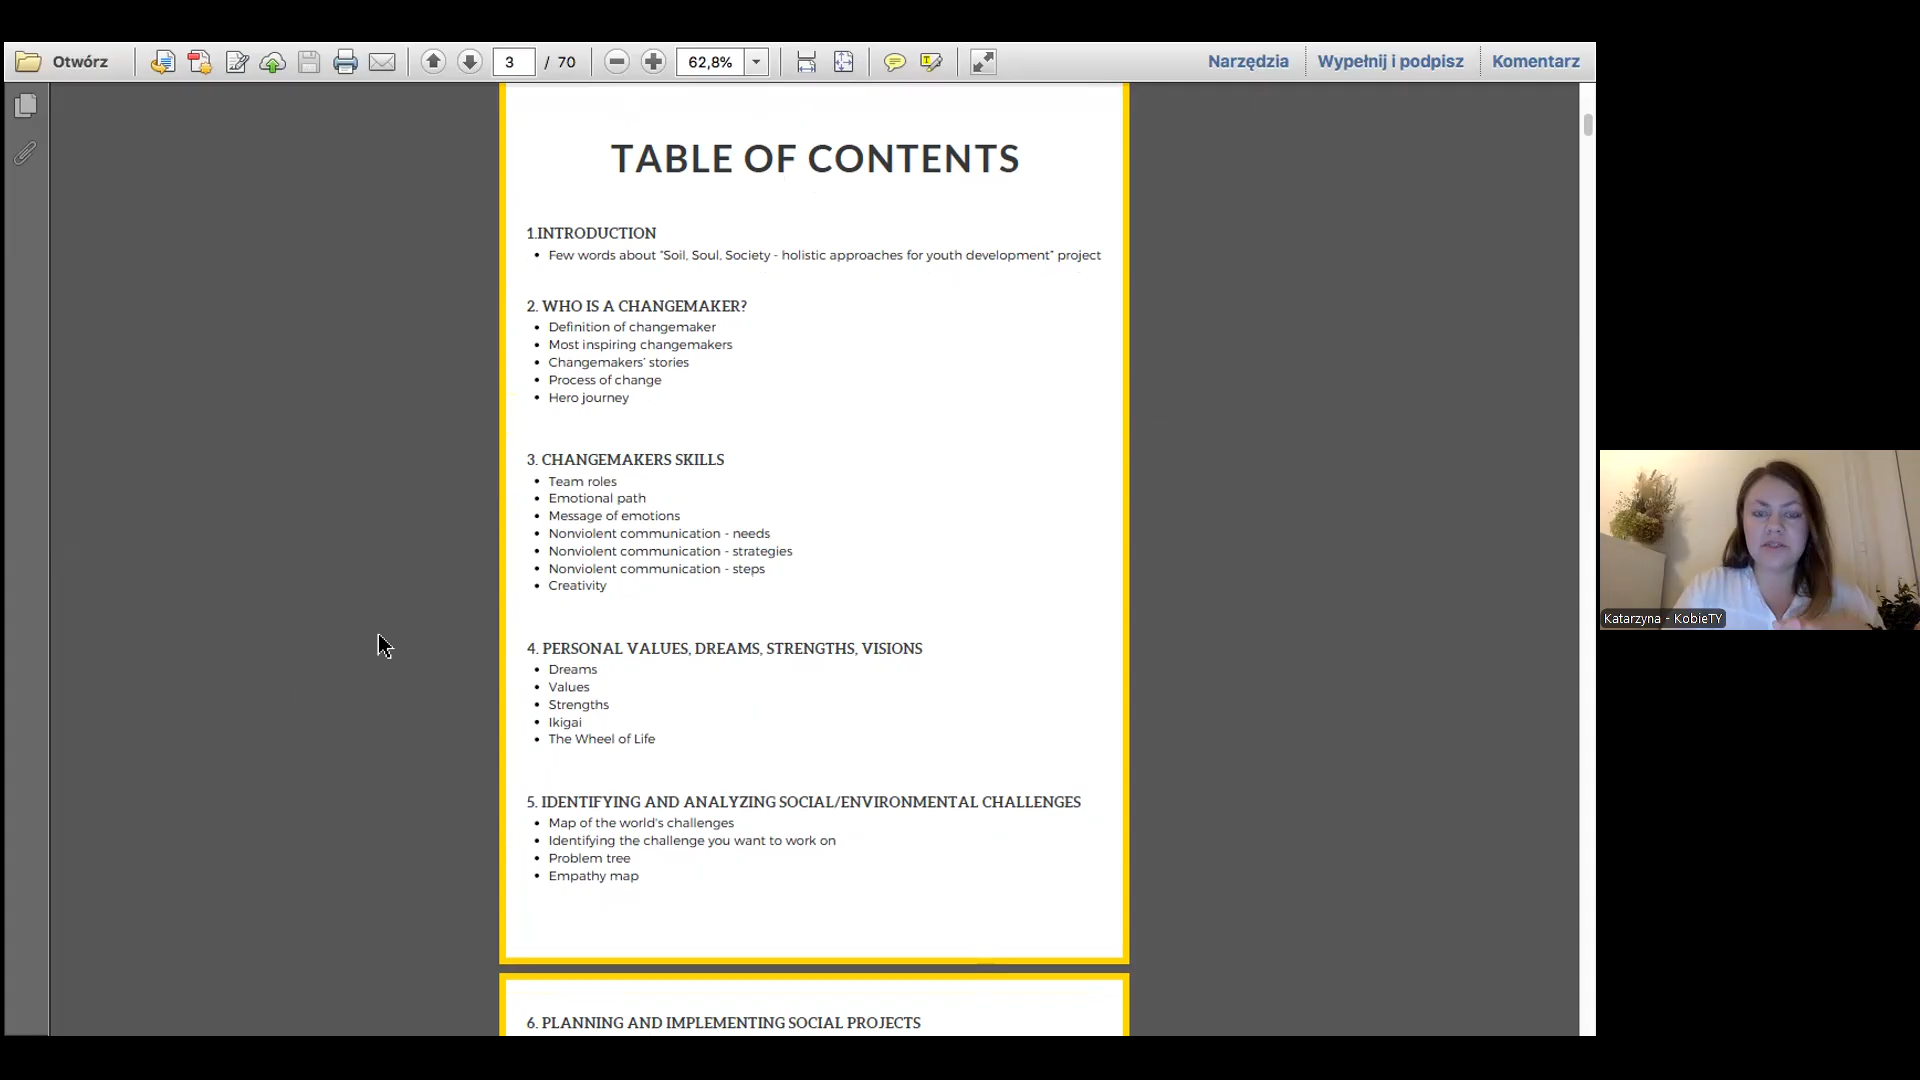 Otwórz
3 / 70
62,8%
Narzędzia
Wypełnij i podpisz
Komentarz
TABLE OF CONTENTS
1.INTRODUCTION
• Few words about "Soil, Soul, Society - holistic approaches for youth development" project
2. WHO IS A CHANGEMAKER?
• Definition of changemaker
• Most inspiring changemakers
• Changemakers' stories
• Process of change
• Hero journey
3. CHANGEMAKERS SKILLS
• Team roles
• Emotional path
• Message of emotions
• Nonviolent communication - needs
• Nonviolent communication - strategies
• Nonviolent communication - steps
• Creativity
4. PERSONAL VALUES, DREAMS, STRENGTHS, VISIONS
• Dreams
• Values
• Strengths
• Ikigai
• The Wheel of Life
5. IDENTIFYING AND ANALYZING SOCIAL/ENVIRONMENTAL CHALLENGES
• Map of the world's challenges
• Identifying the challenge you want to work on
• Problem tree
• Empathy map
6. PLANNING AND IMPLEMENTING SOCIAL PROJECTS
Katarzyna - KobieTY